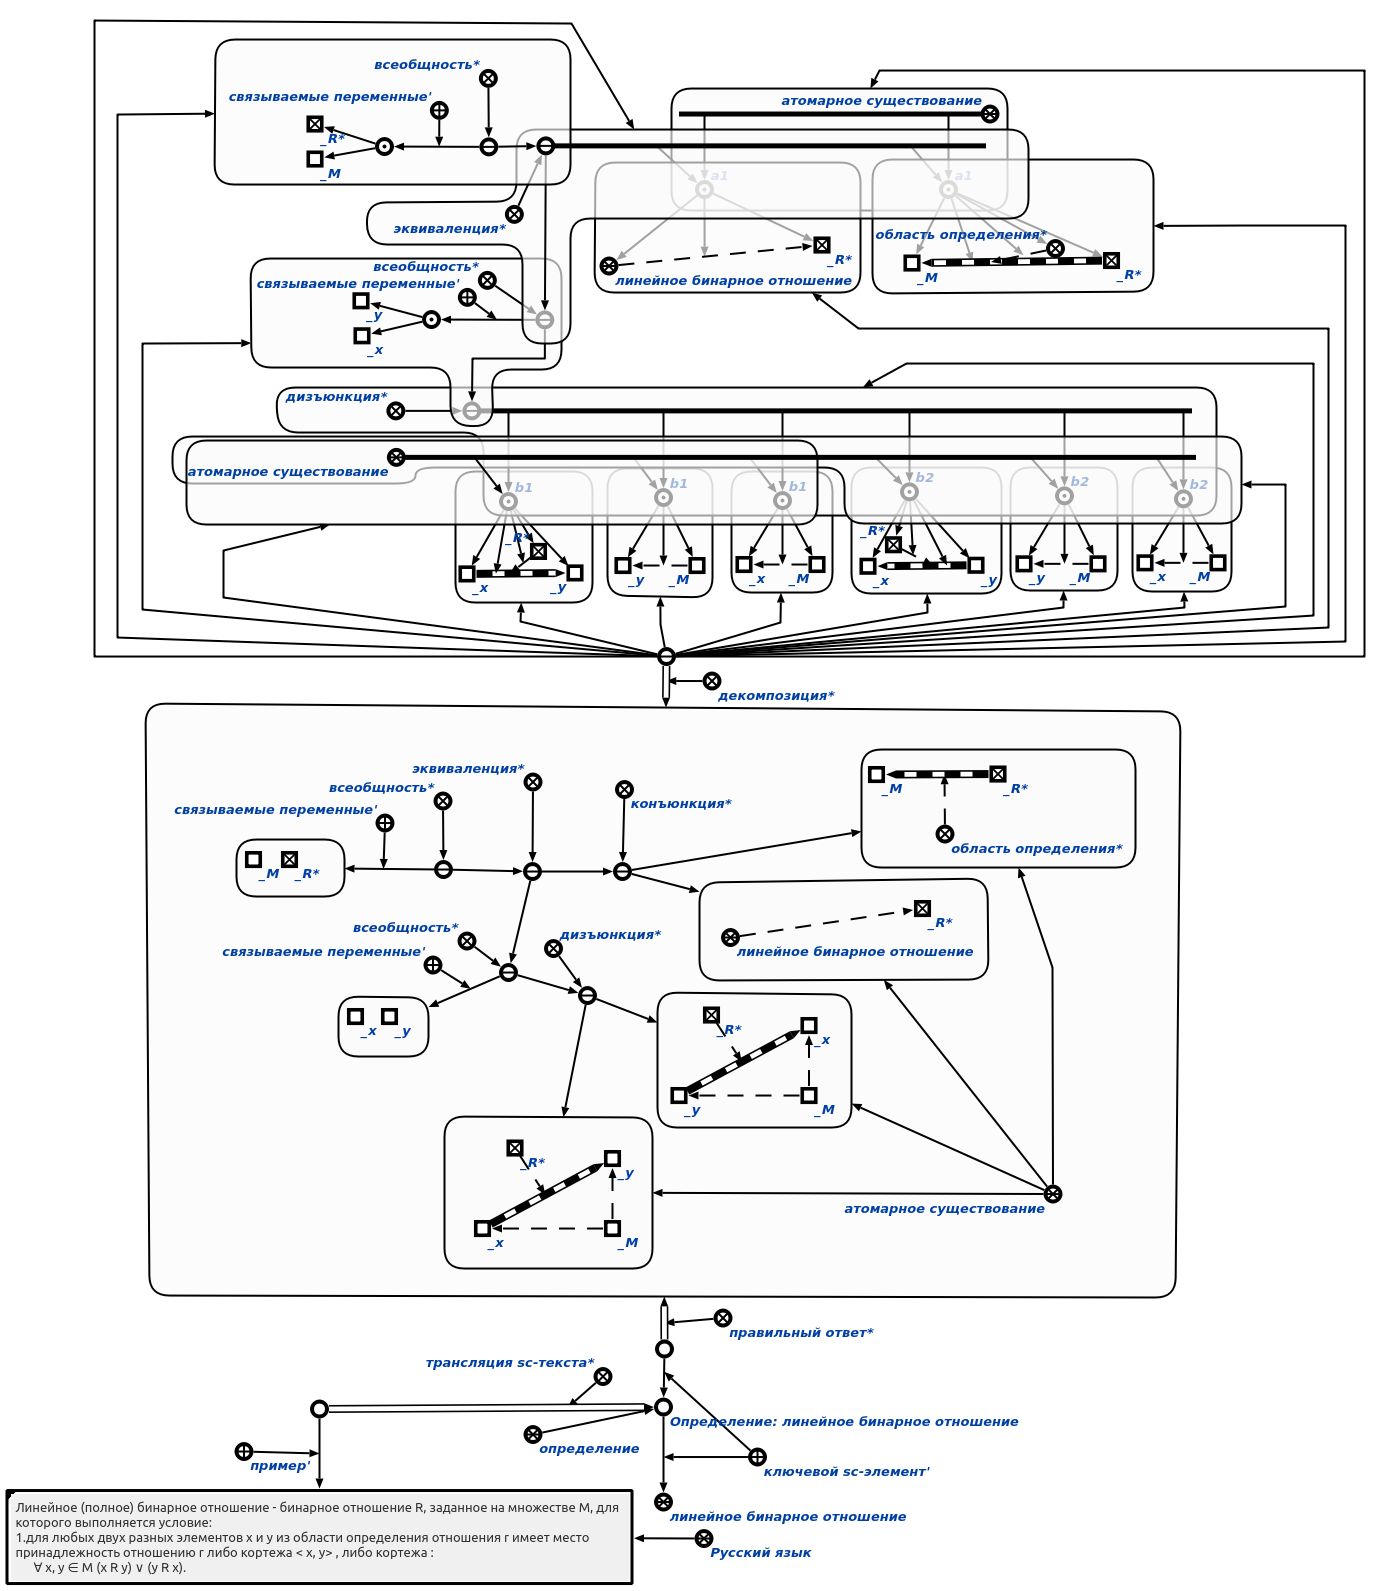 всеобщность*
связываемые переменные'
_R*
_M
эквиваленция*
атомарное существование
a1
a1
область определения*
_R*
_M
_R*
линейное бинарное отношение
всеобщность*
связываемые переменные'
_y
_x
дизъюнкция*
атомарное существование
b1
b1
b1
b2
b2
b2
_R*
_R*
_x
_y
_y
_M
_x
_M
_x
_y
_y
_M
_x
_M
декомпозиция*
эквиваленция*
всеобщность*
связываемые переменные'
конъюнкция*
_M
_R*
_M
_R*
область определения*
всеобщность*
дизъюнкция*
связываемые переменные'
_R*
линейное бинарное отношение
_x
_y
_R*
_x
_y
_M
_R*
_y
_x
_M
атомарное существование
правильный ответ*
трансляция sc-текста*
Определение: линейное бинарное отношение
определение
пример'
ключевой sc-элемент'
линейное бинарное отношение
Русский язык
Линейное (полное) бинарное отношение - бинарное отношение R, заданное на множестве M, для
которого выполняется условие:
1.для любых двух разных элементов x и y из области определения отношения r имеет место
принадлежность отношению r либо кортежа < x, y> , либо кортежа :
∀ x, y ∈ M (x R y) ∨ (y R x).